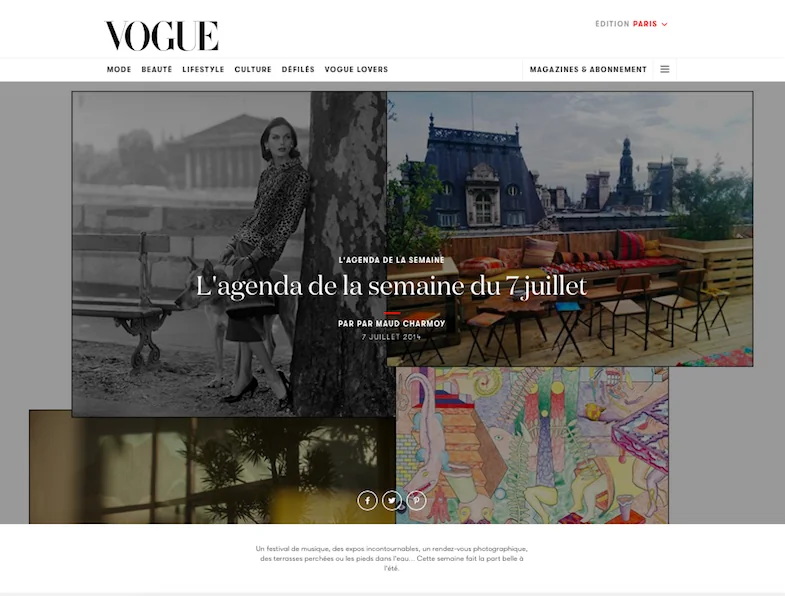 VOGUE
ÉDITION PARIS
MODE BEAUTÉ LIFESTYLE CULTURE DÉFILÉS VOGUE LOVERS MAGAZINES & ABONNEMENT
L'AGENDA DE LA SEMAINE
L'agenda de la semaine du 7 juillet
PAR PAR MAUD CHARMOY
7 JUILLET 2014
Un festival de musique, des expos incontournables, un rendez-vous photographique,
des terrasses perchées ou les pieds dans l'eau... Cette semaine fait la part belle à
l'été.